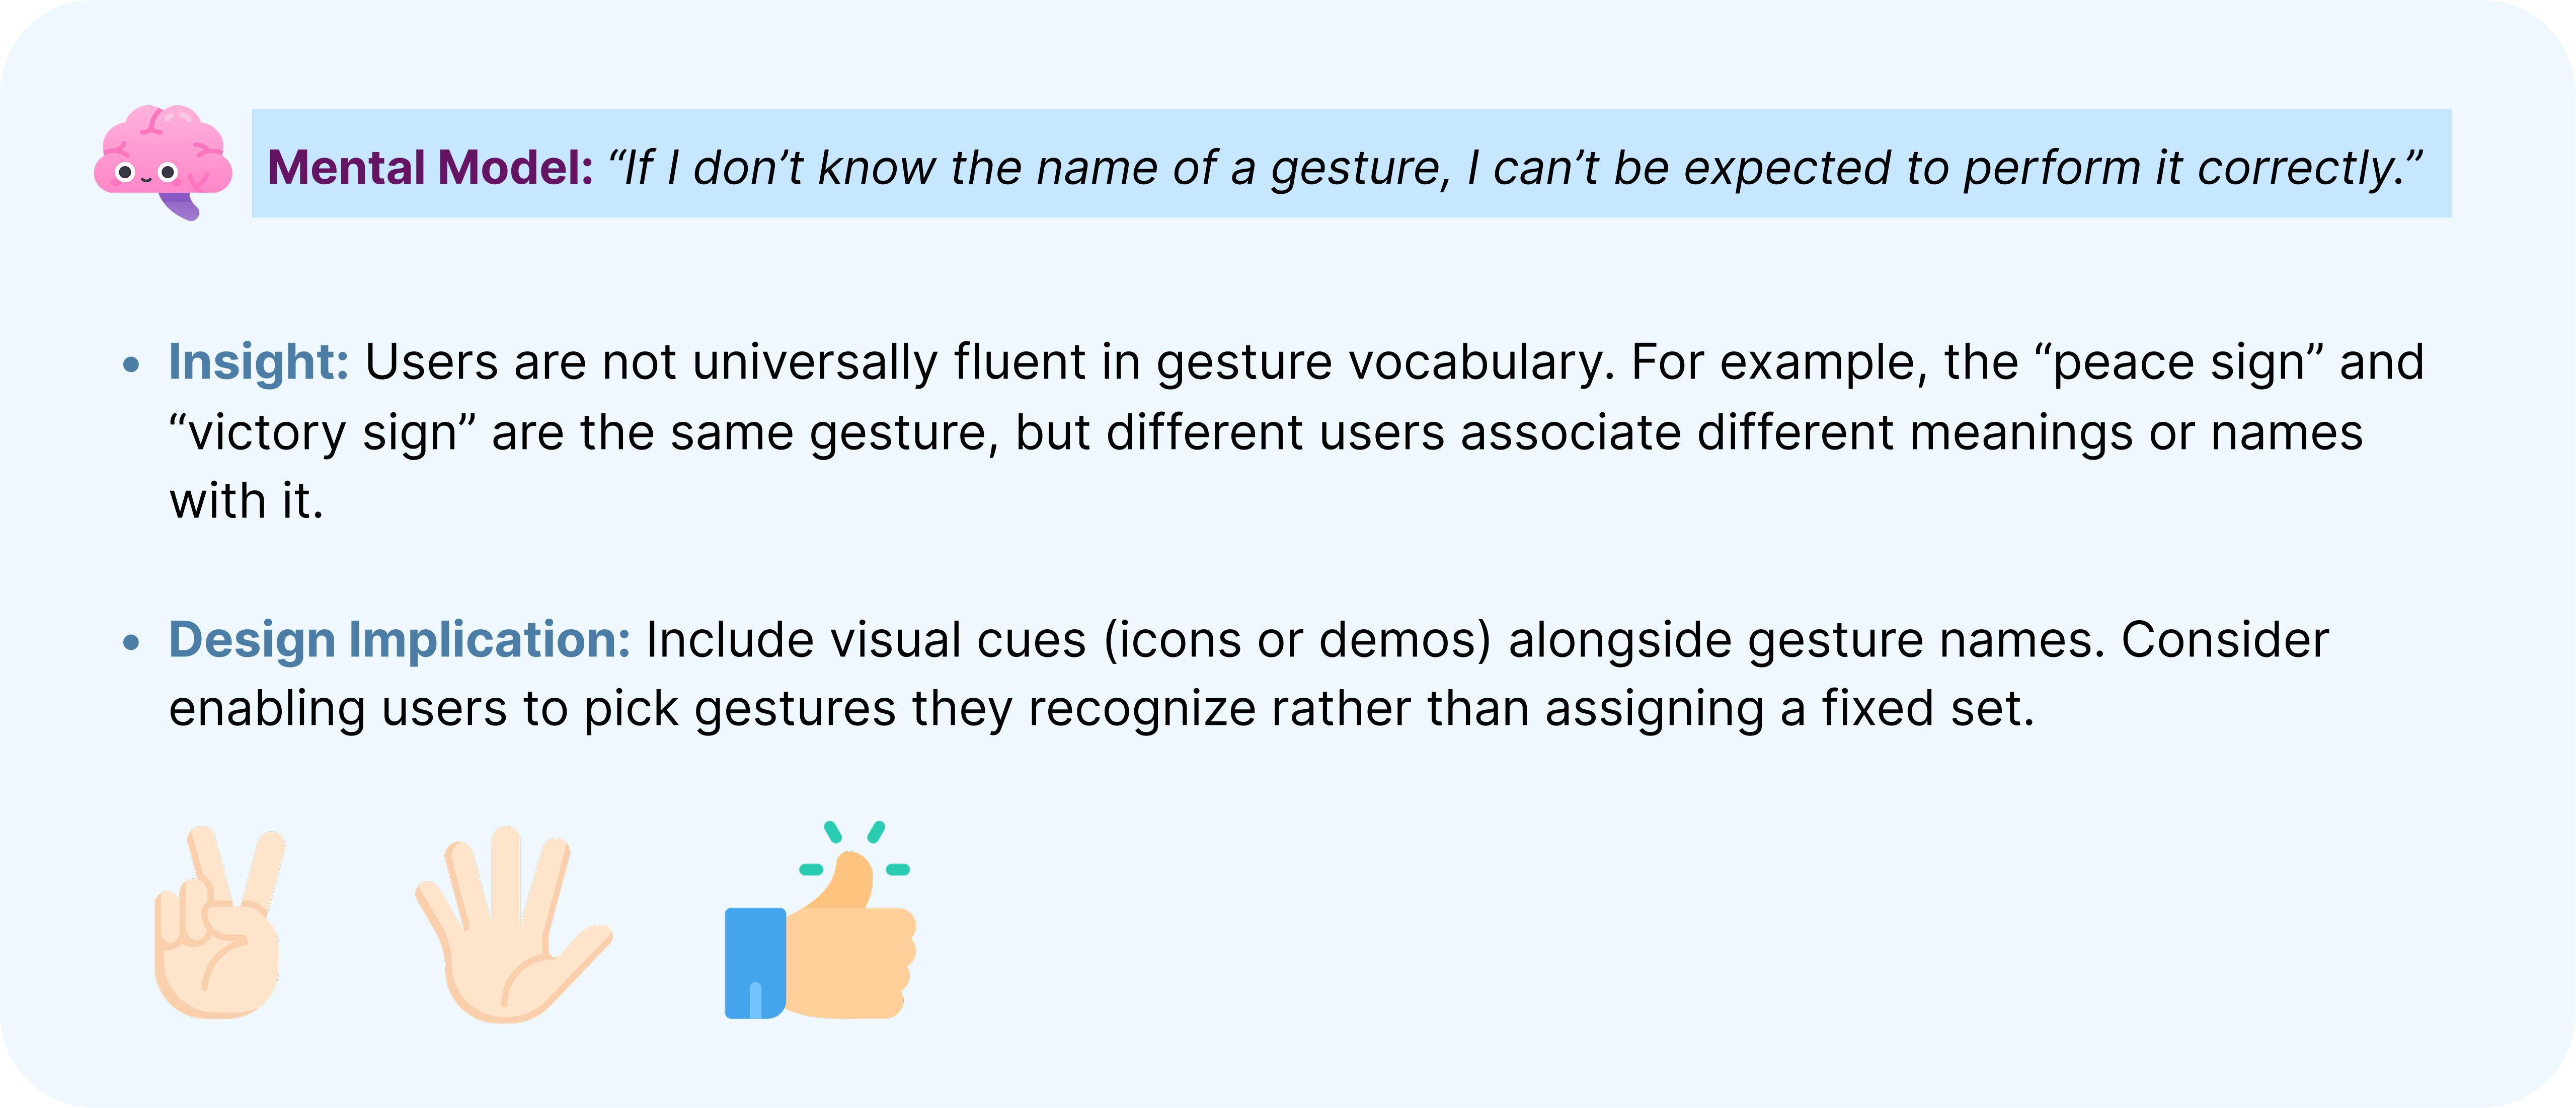 Mental Model: “If I don’t know the name of a gesture, I can’t be expected to perform it correctly.”
• Insight: Users are not universally fluent in gesture vocabulary. For example, the “peace sign” and
“victory sign” are the same gesture, but different users associate different meanings or names
with it.
• Design Implication: Include visual cues (icons or demos) alongside gesture names. Consider
enabling users to pick gestures they recognize rather than assigning a fixed set.